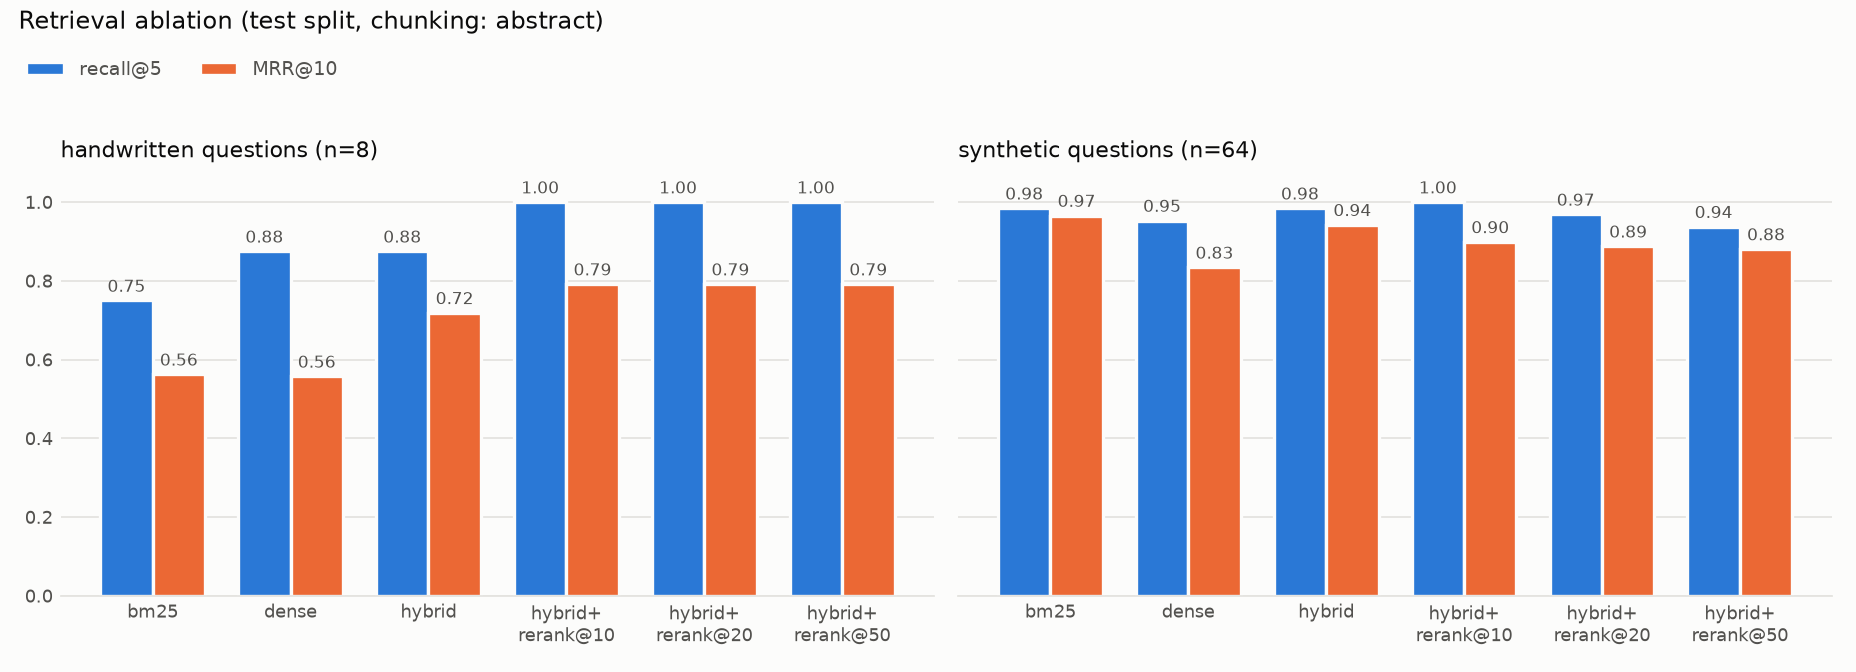 Retrieval ablation (test split, chunking: abstract)
recall@5 MRR@10
handwritten questions (n=8)
1.0
0.8
0.6
0.4
0.2
0.0
0.75 0.56 0.88 0.56 0.88 0.72 1.00 0.79 1.00 0.79 1.00 0.79
bm25 dense hybrid hybrid+ hybrid+ hybrid+
rerank@10 rerank@20 rerank@50
synthetic questions (n=64)
0.98 0.97 0.95 0.83 0.98 0.94 1.00 0.90 0.97 0.89 0.94 0.88
bm25 dense hybrid hybrid+ hybrid+ hybrid+
rerank@10 rerank@20 rerank@50